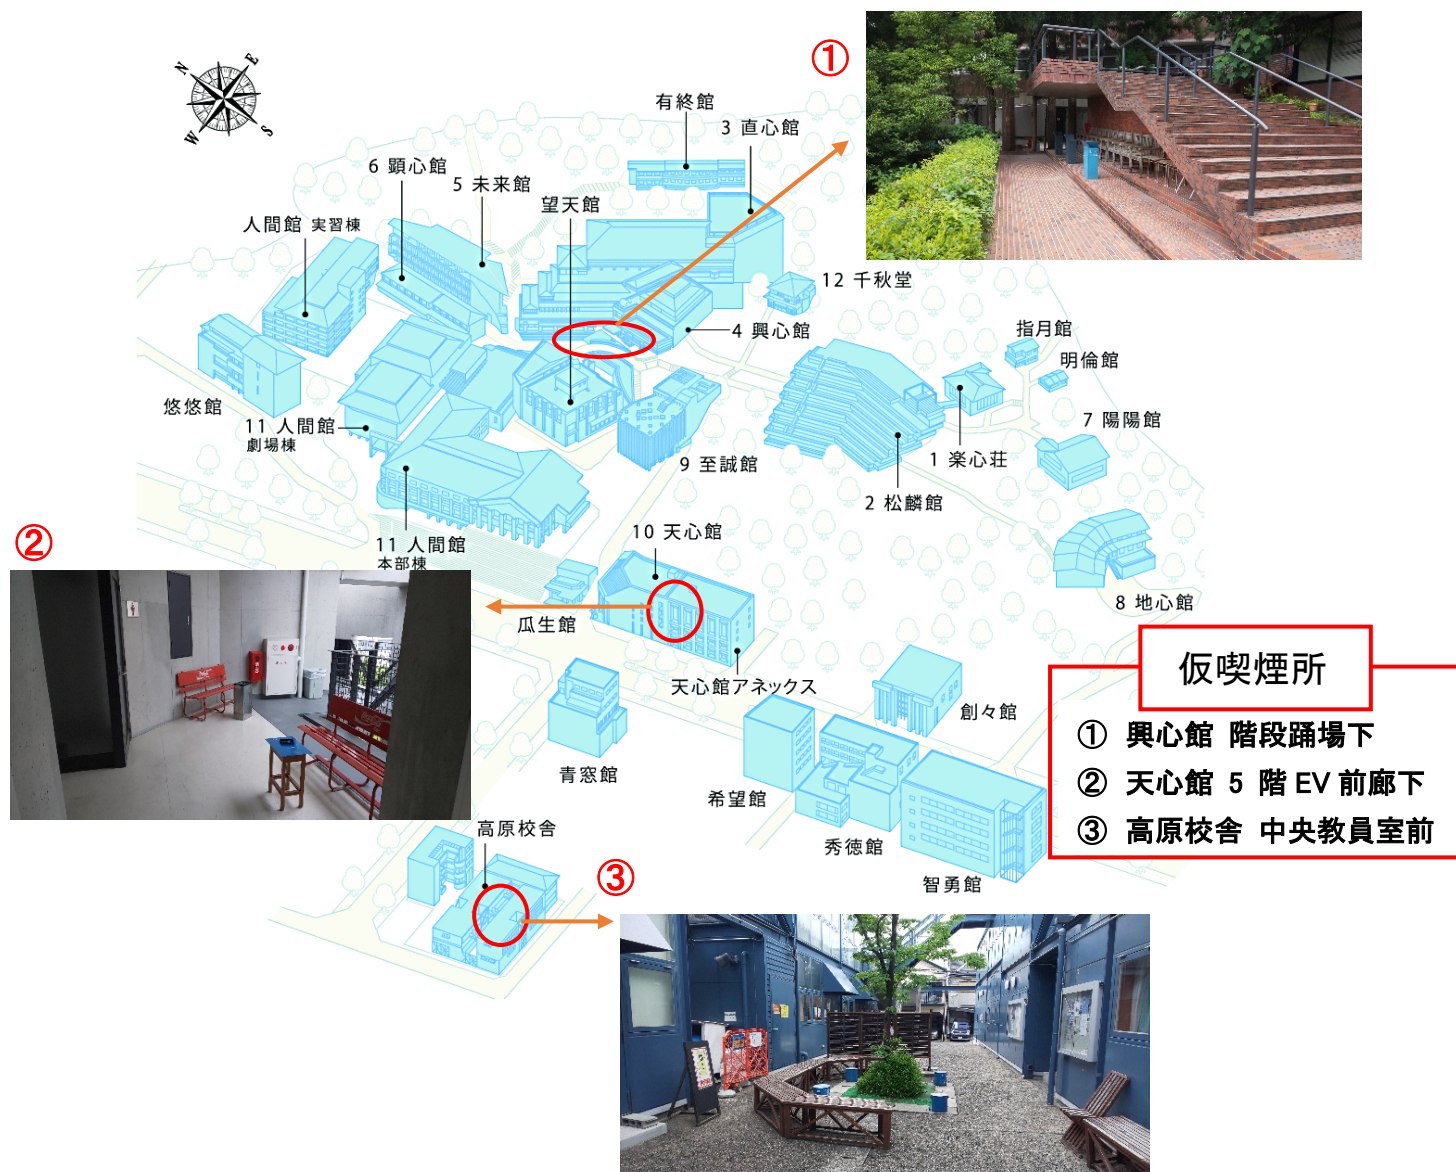 ①
N
E
W
S
有終館
3 直心館
6 顕心館
5 未来館
望天館
人間館 実習棟
12 千秋堂
4 興心館
指月館
明倫館
悠悠館
11 人間館
劇場棟
7 陽陽館
9 至誠館
1 楽心荘
2 松麟館
②
10 天心館
11 人間館
本部棟
8 地心館
瓜生館
仮喫煙所
天心館アネックス
創々館
① 興心館 階段踊場下
② 天心館 5 階 EV 前廊下
③ 高原校舎 中央教員室前
青窓館
希望館
高原校舎
秀徳館
③
智勇館